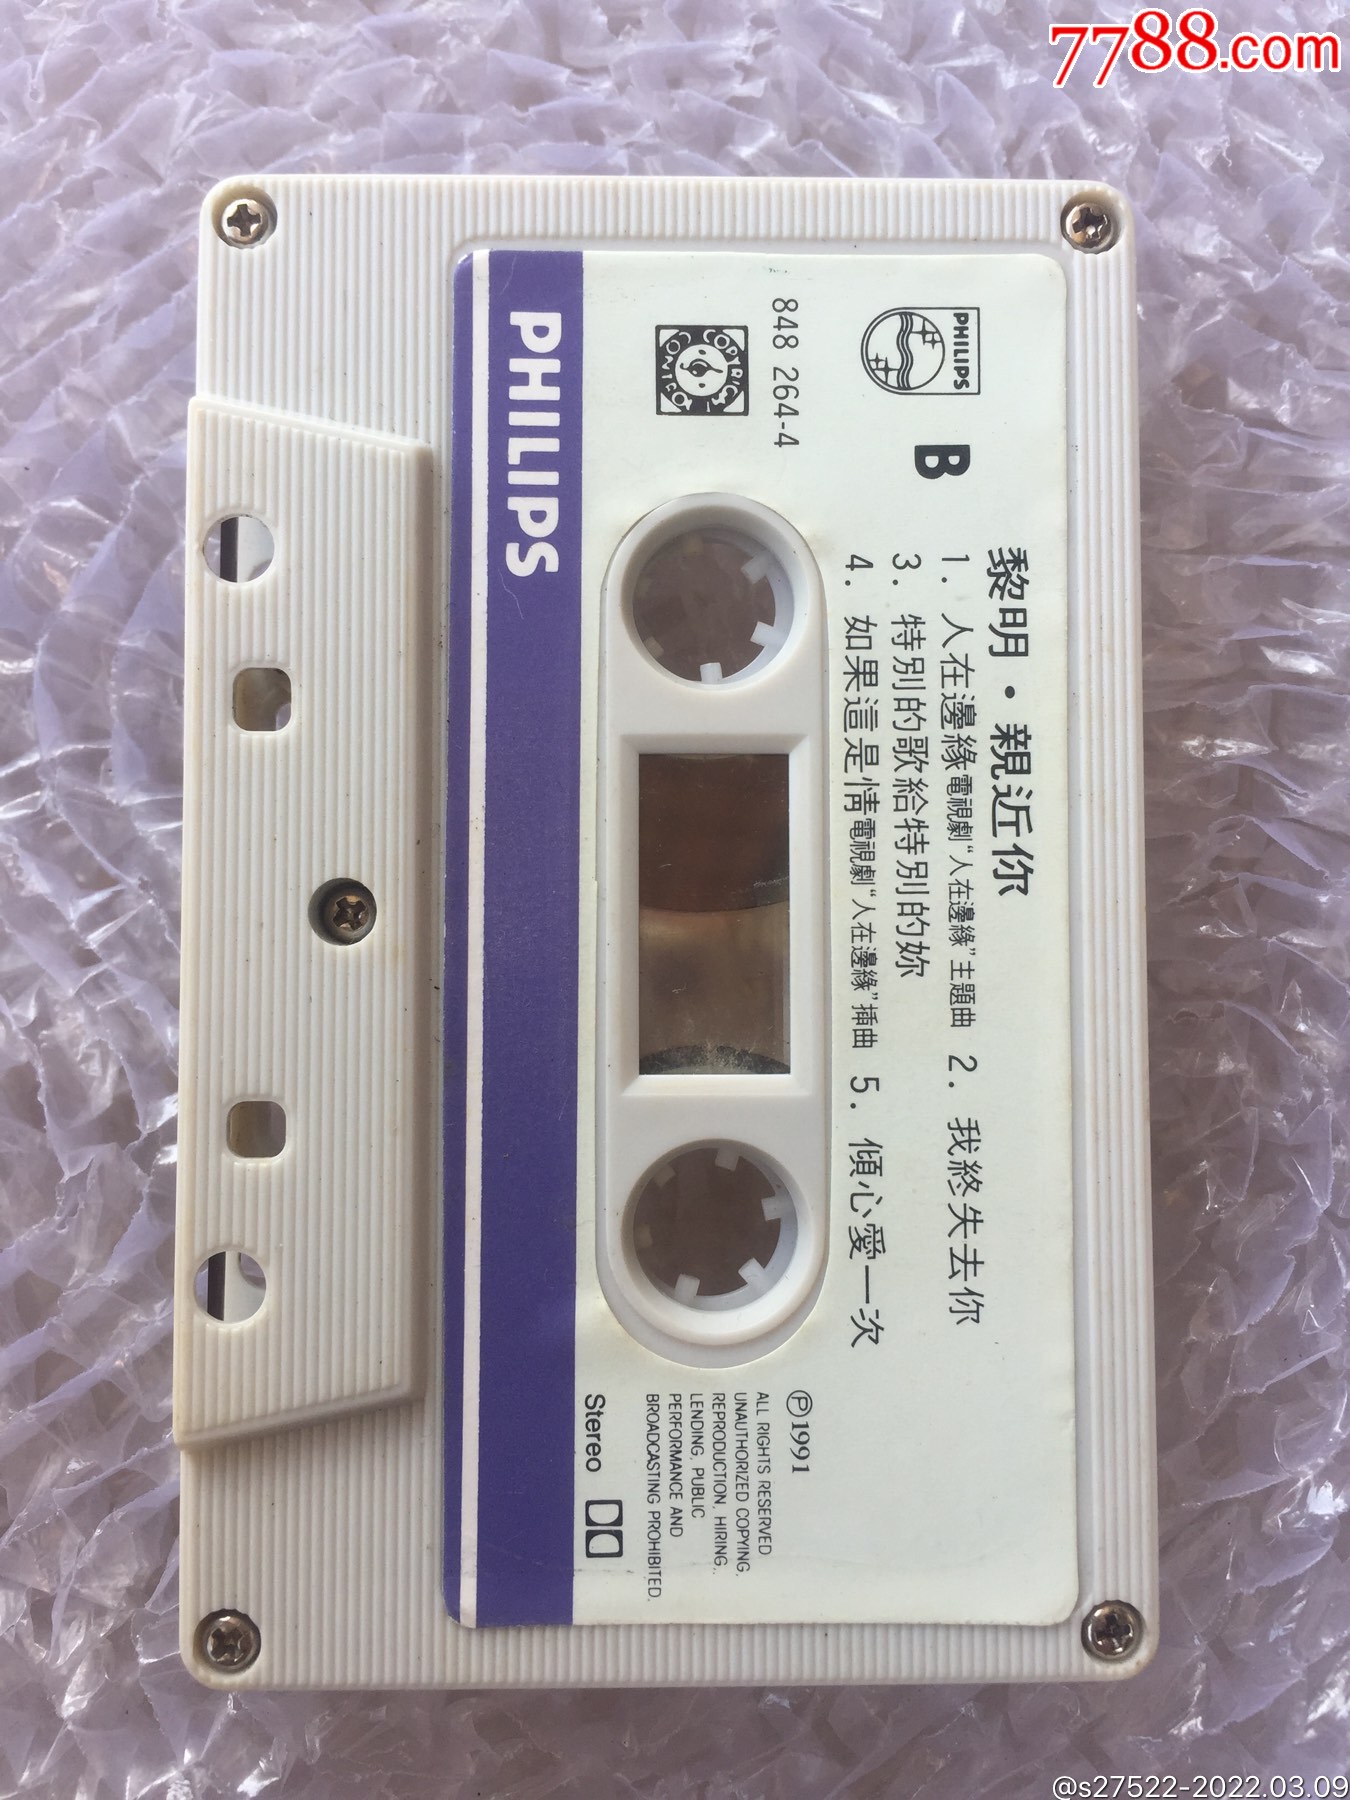 7788.com
PHILIPS
B
黎明·親近你
1. 人在邊緣電視劇“人在邊緣”主題曲 2. 我終失去你
3. 特別的歌給特別的妳
4. 如果這是情電視劇“人在邊緣”插曲 5. 傾心愛一次
848 264-4
COPYRIGHT CONTROL
℗1991
ALL RIGHTS RESERVED
UNAUTHORIZED COPYING,
REPRODUCTION, HIRING,
LENDING, PUBLIC
PERFORMANCE AND
BROADCASTING PROHIBITED.
Stereo
PHILIPS
@s27522-2022.03.09